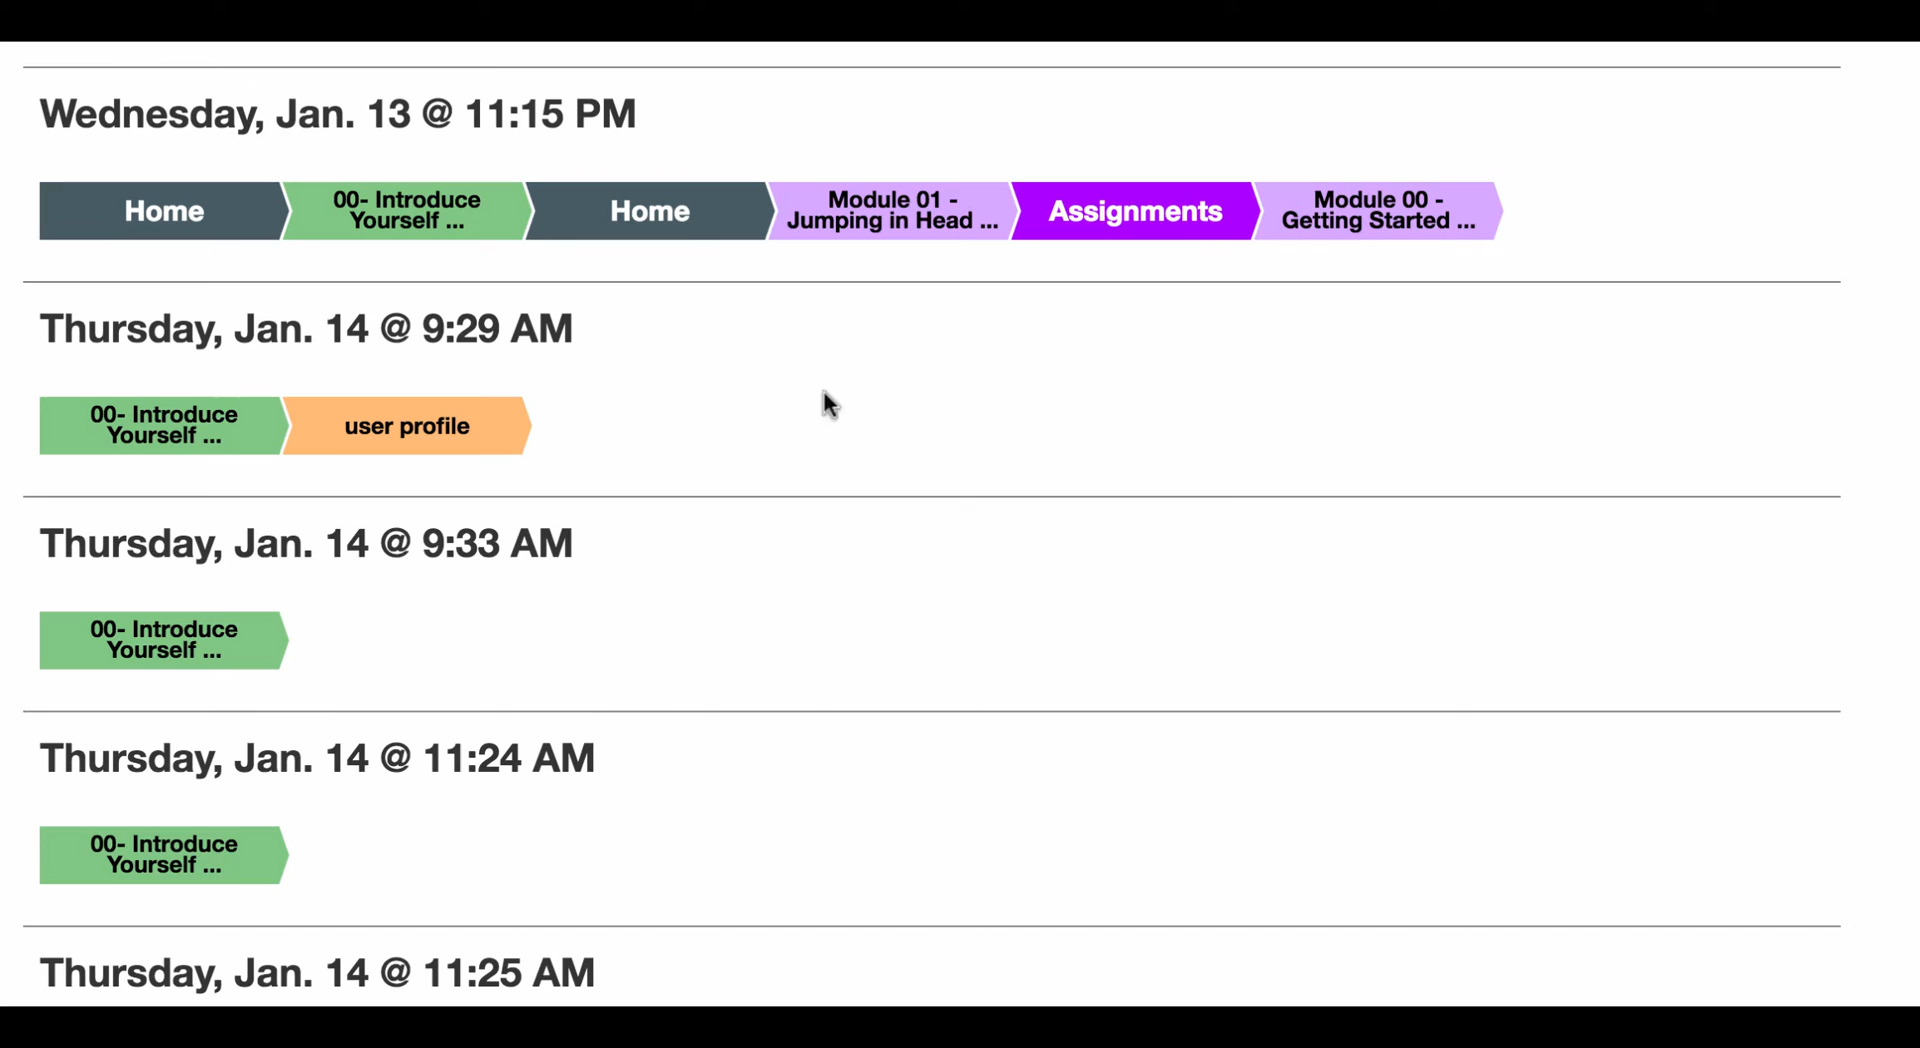 Wednesday, Jan. 13 @ 11:15 PM
Home
00- Introduce
Yourself ...
Home
Module 01 -
Jumping in Head ...
Assignments
Module 00 -
Getting Started ...
Thursday, Jan. 14 @ 9:29 AM
00- Introduce
Yourself ...
user profile
Thursday, Jan. 14 @ 9:33 AM
00- Introduce
Yourself ...
Thursday, Jan. 14 @ 11:24 AM
00- Introduce
Yourself ...
Thursday, Jan. 14 @ 11:25 AM